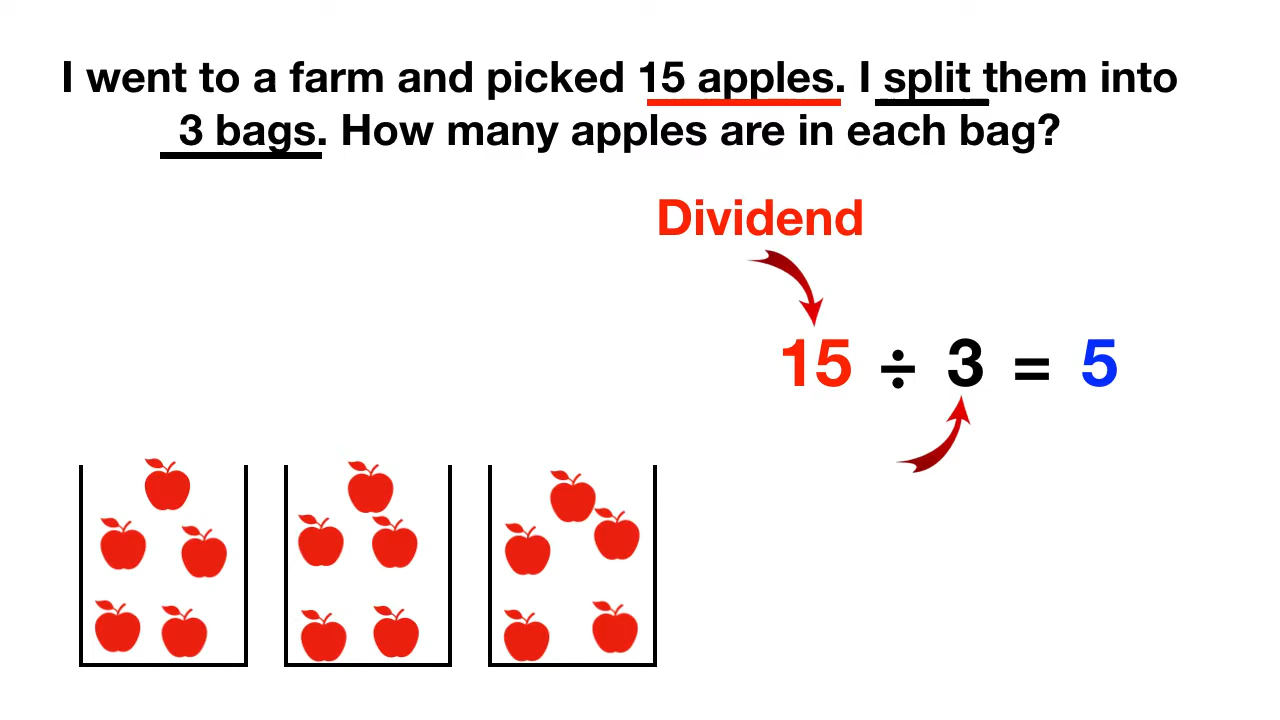 I went to a farm and picked 15 apples. I split them into
3 bags. How many apples are in each bag?
Dividend
15 ÷ 3 = 5